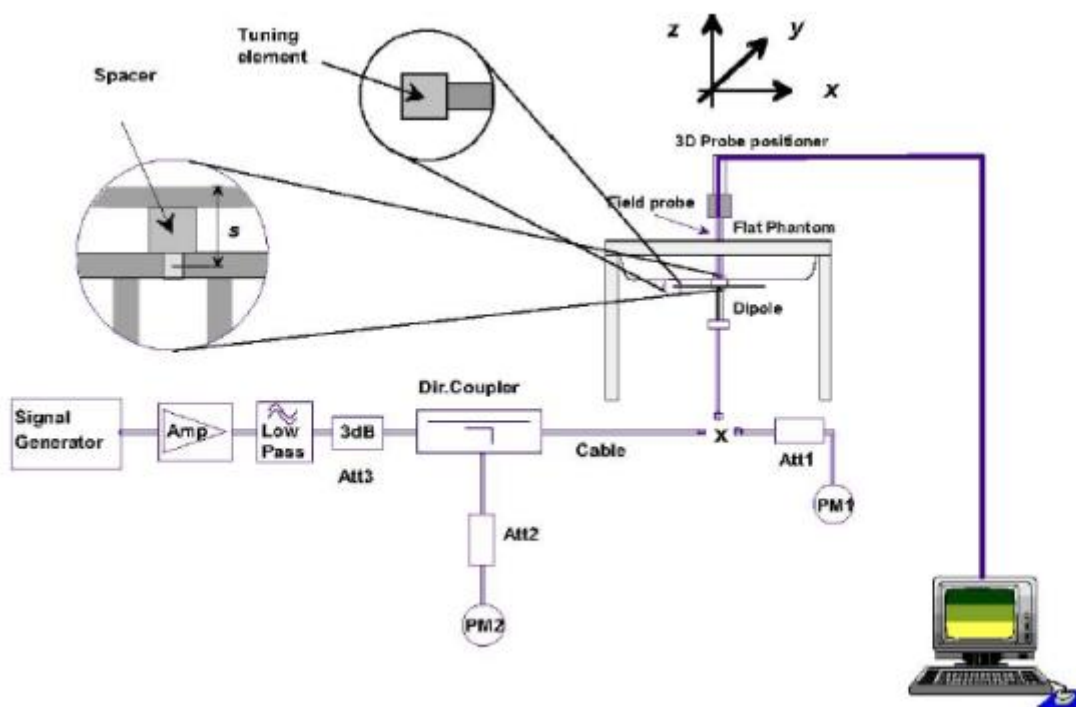 Tuning
element
Spacer
z
y
x
3D Probe positioner
Field probe
Flat Phantom
s
Dipole
Dir.Coupler
Signal
Generator
Amp
Low
Pass
3dB
Att3
Cable
x
Att1
PM1
Att2
PM2